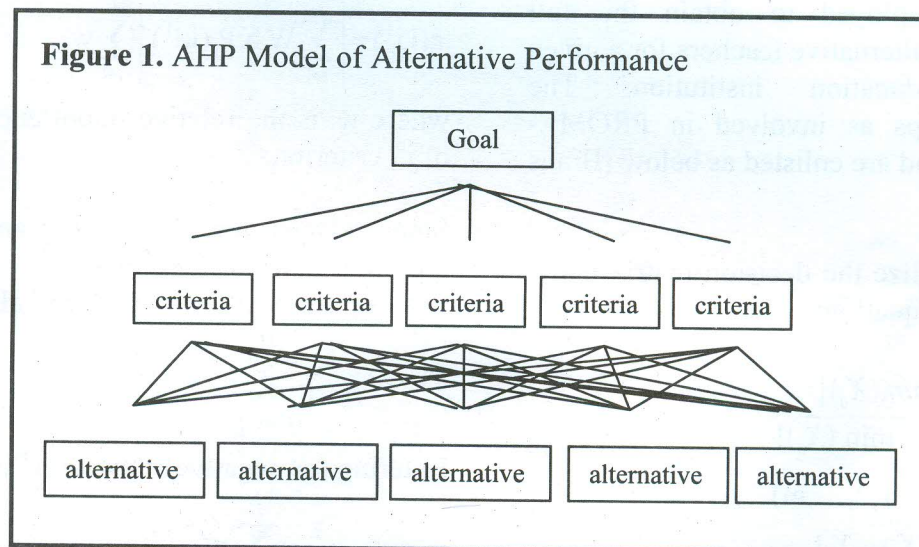 Figure 1. AHP Model of Alternative Performance
Goal
criteria criteria criteria criteria criteria
alternative alternative alternative alternative alternative